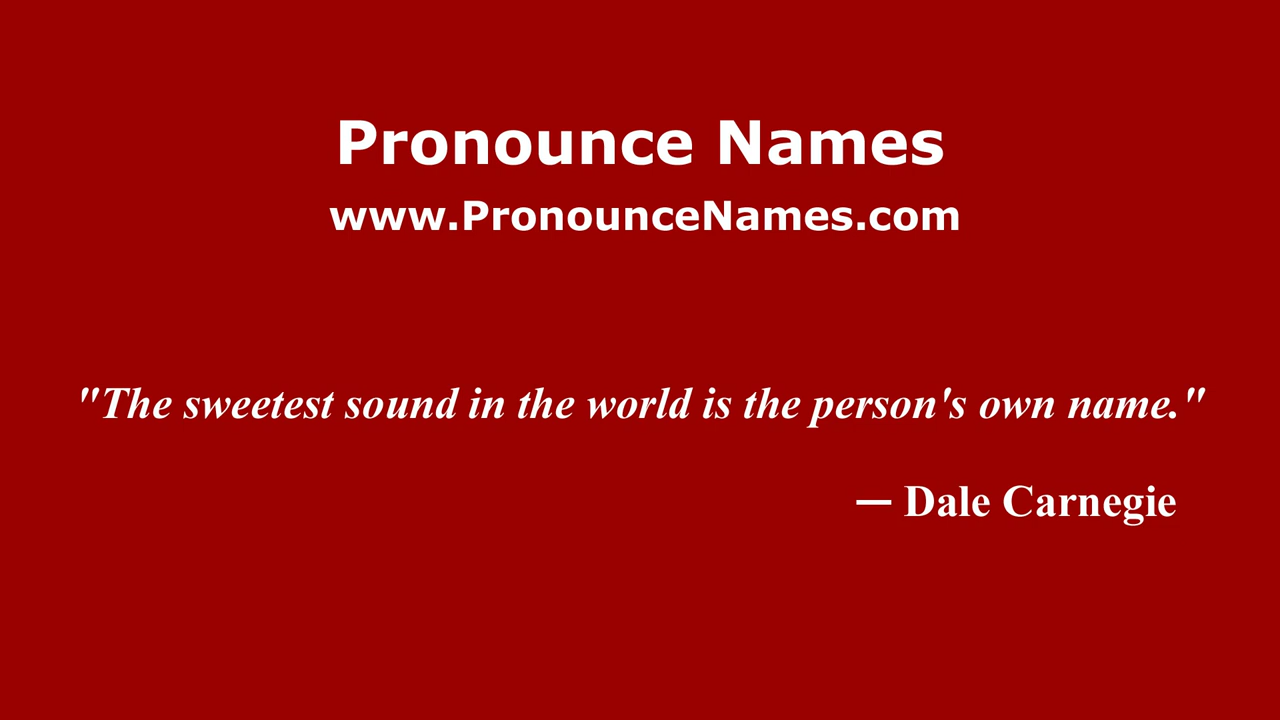 Pronounce Names
www.PronounceNames.com
"The sweetest sound in the world is the person's own name."
— Dale Carnegie